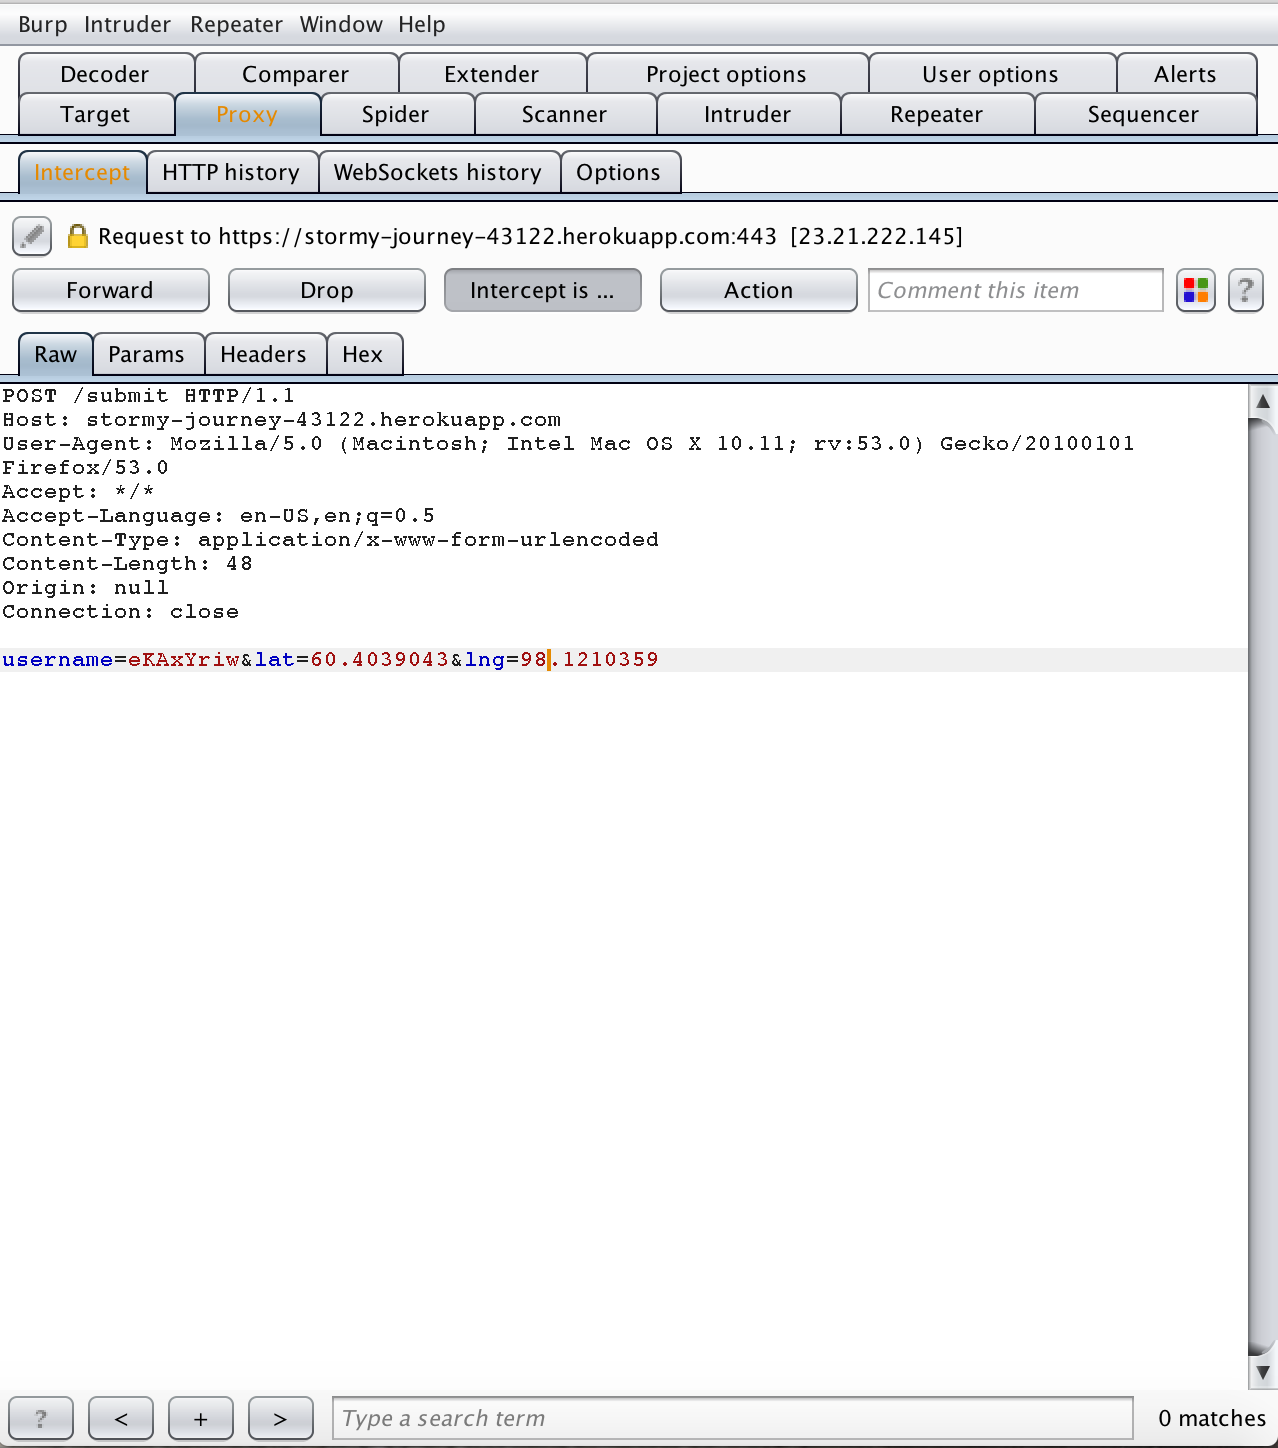 Burp Intruder Repeater Window Help
Decoder Comparer Extender Project options User options Alerts
Target Proxy Spider Scanner Intruder Repeater Sequencer
Intercept HTTP history WebSockets history Options
Request to https://stormy-journey-43122.herokuapp.com:443 [23.21.222.145]
Forward Drop Intercept is ... Action Comment this item ?
Raw Params Headers Hex
POST /submit HTTP/1.1
Host: stormy-journey-43122.herokuapp.com
User-Agent: Mozilla/5.0 (Macintosh; Intel Mac OS X 10.11; rv:53.0) Gecko/20100101
Firefox/53.0
Accept: */*
Accept-Language: en-US,en;q=0.5
Content-Type: application/x-www-form-urlencoded
Content-Length: 48
Origin: null
Connection: close
username=eKAxYriw&lat=60.4039043&lng=98.1210359
? < + > Type a search term 0 matches